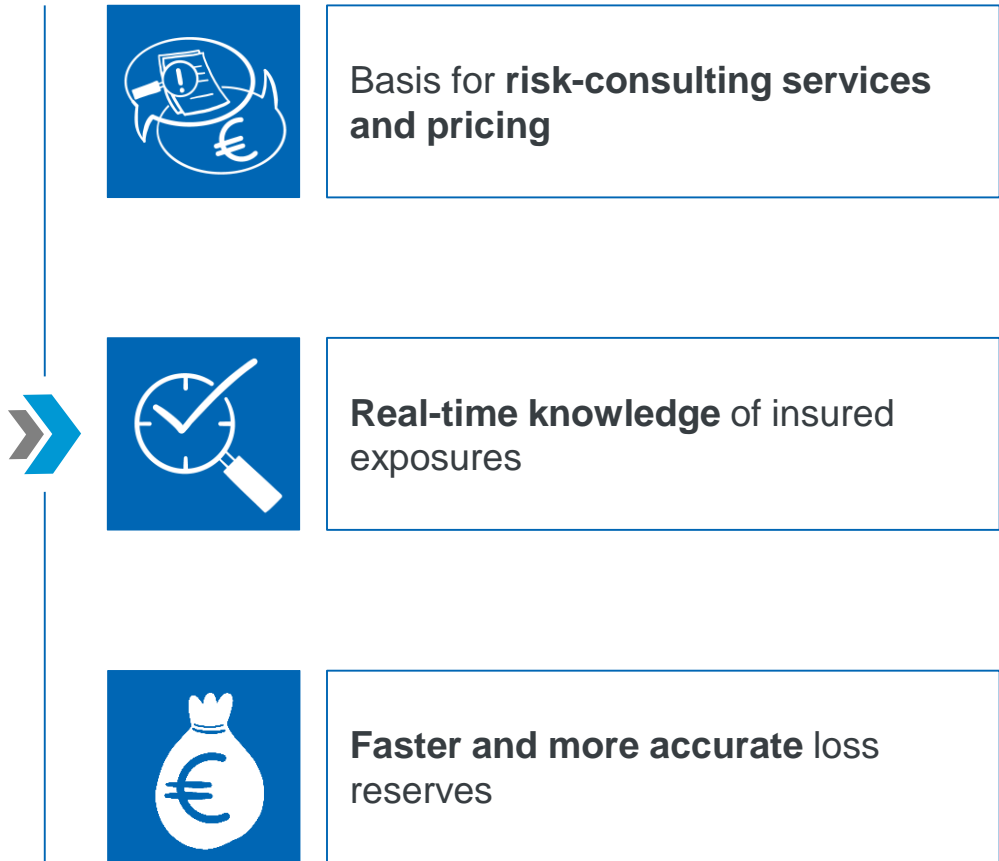 Basis for risk-consulting services
and pricing
Real-time knowledge of insured
exposures
Faster and more accurate loss
reserves